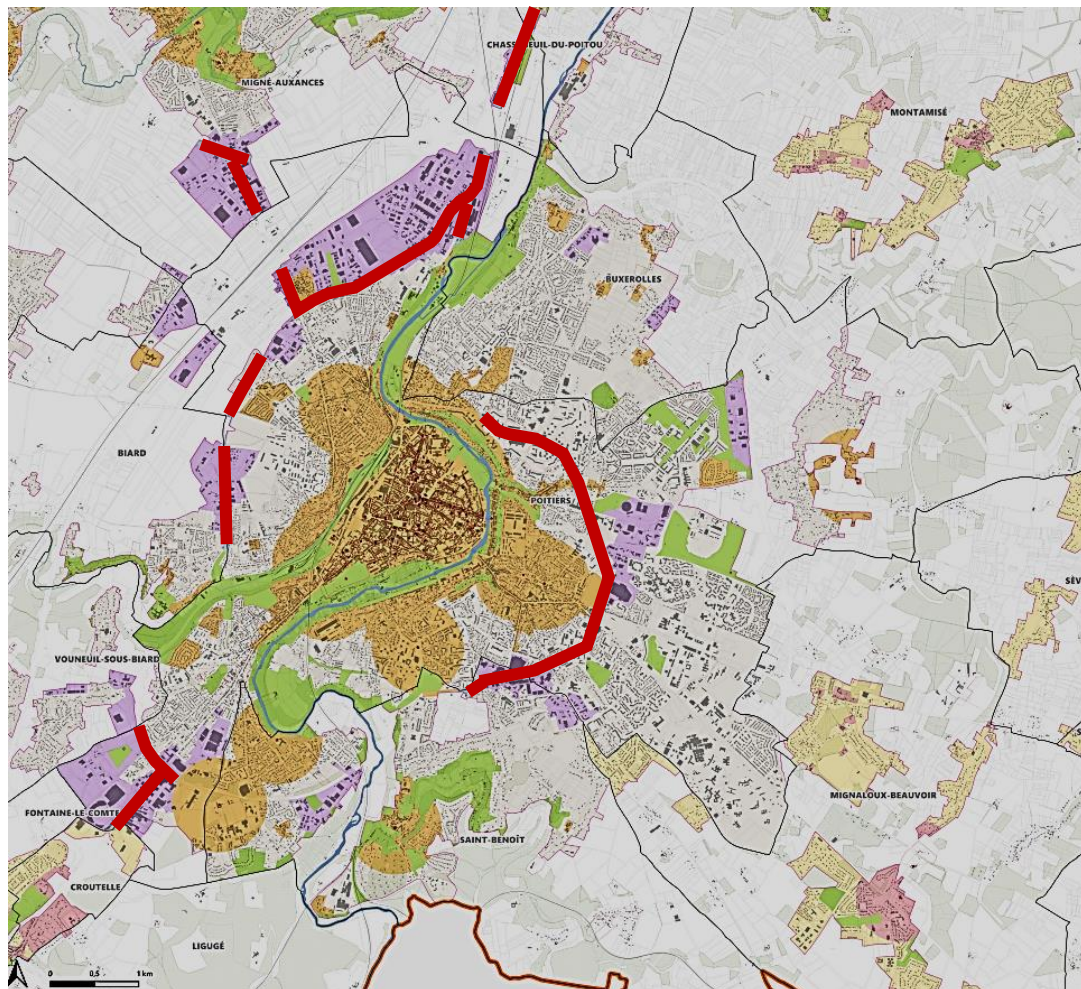 CHASSENEUIL-DU-POITOU
MIGNÉ-AUXANCES
MONTAMISÉ
BUXEROLLES
BIARD
POITIERS
SÈV
VOUNEUIL-SOUS-BIARD
MIGNALOUX-BEAUVOIR
FONTAINE-LE-COMTE
SAINT-BENOÎT
CROUTELLE
LIGUGÉ
0 0,5 1 km